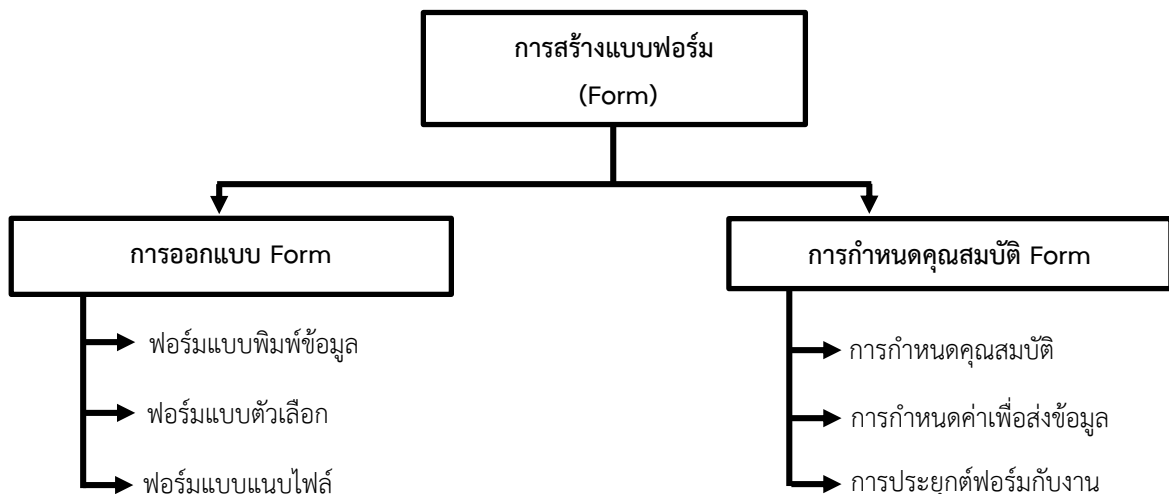 การสร้างแบบฟอร์ม
(Form)
การออกแบบ Form
ฟอร์มแบบพิมพ์ข้อมูล
ฟอร์มแบบตัวเลือก
ฟอร์มแบบแนบไฟล์
การกำหนดคุณสมบัติ Form
การกำหนดคุณสมบัติ
การกำหนดค่าเพื่อส่งข้อมูล
การประยุกต์ฟอร์มกับงาน